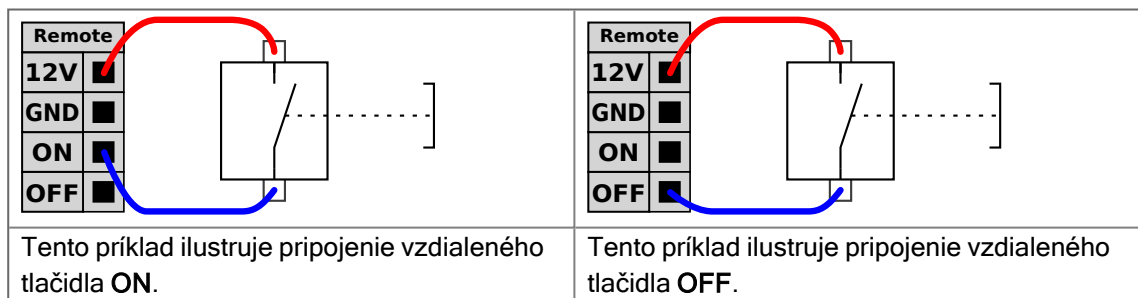 Remote
12V
GND
ON
OFF
Remote
12V
GND
ON
OFF
Tento príklad ilustruje pripojenie vzdialeného
tlačidla ON.
Tento príklad ilustruje pripojenie vzdialeného
tlačidla OFF.